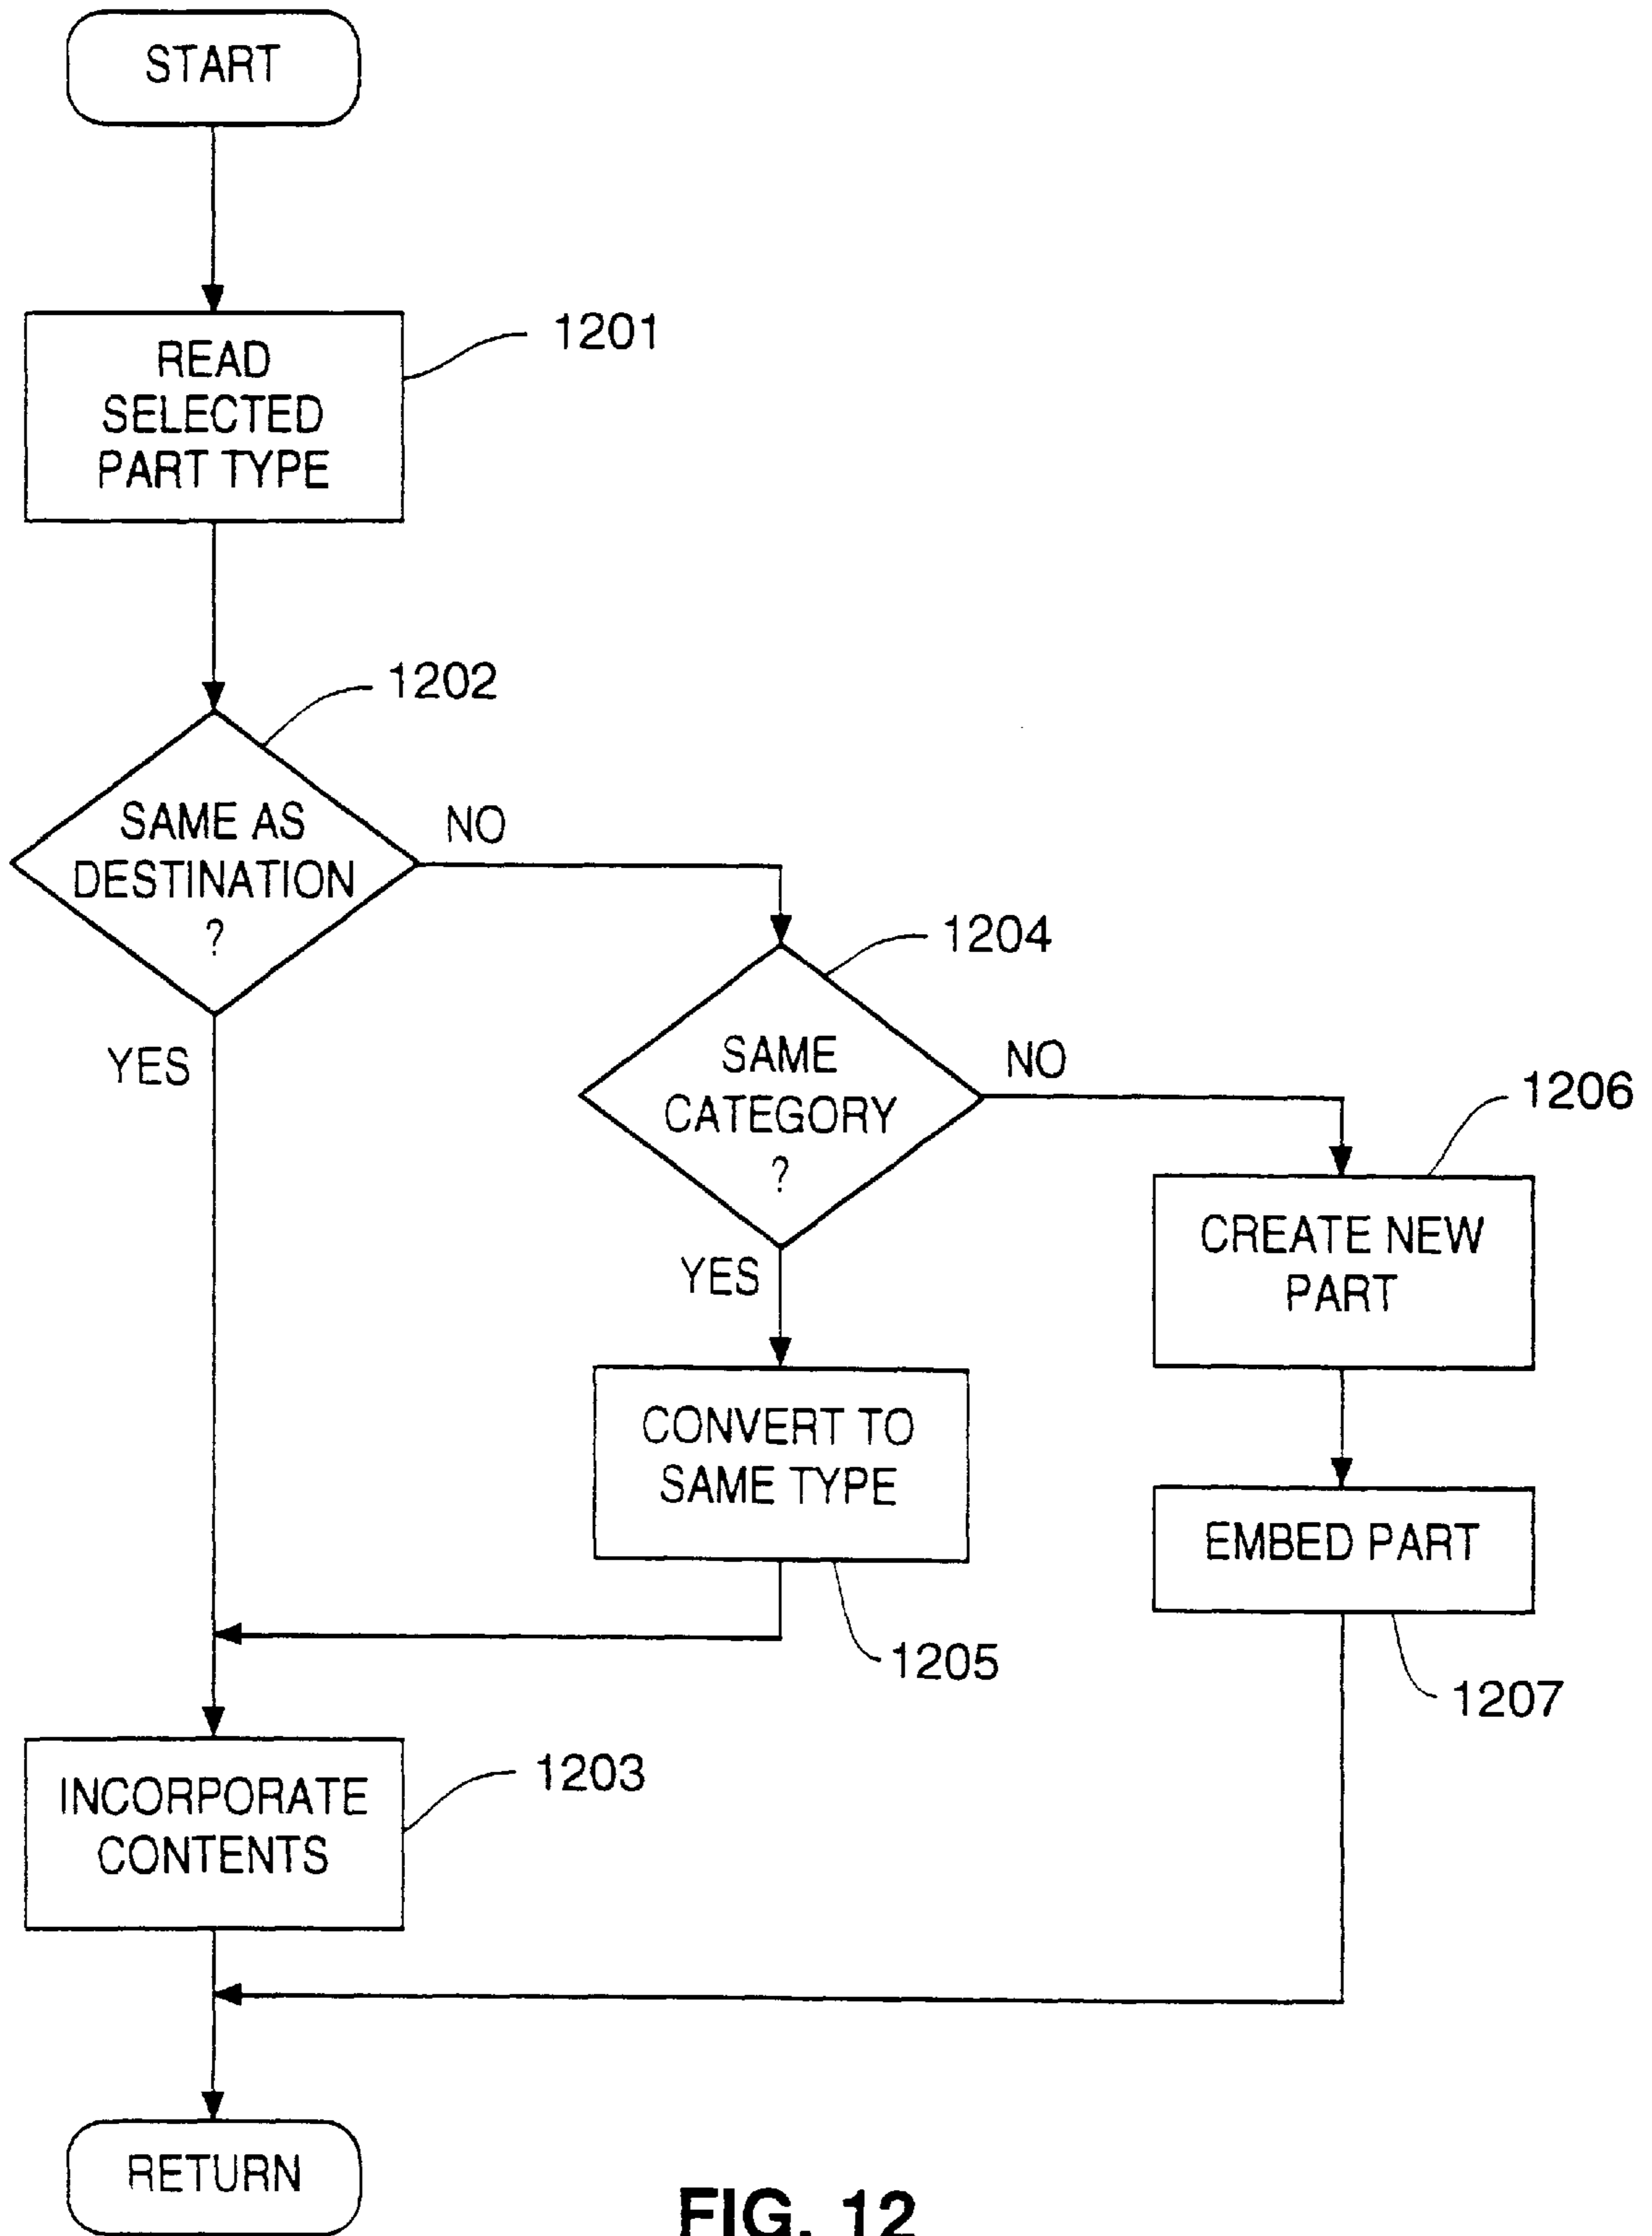 START
READ
SELECTED
PART TYPE
1201
1202
SAME AS
DESTINATION
?
NO
YES
1204
SAME
CATEGORY
?
NO
YES
1206
CREATE NEW
PART
CONVERT TO
SAME TYPE
1205
EMBED PART
1207
INCORPORATE
CONTENTS
1203
RETURN
FIG. 12